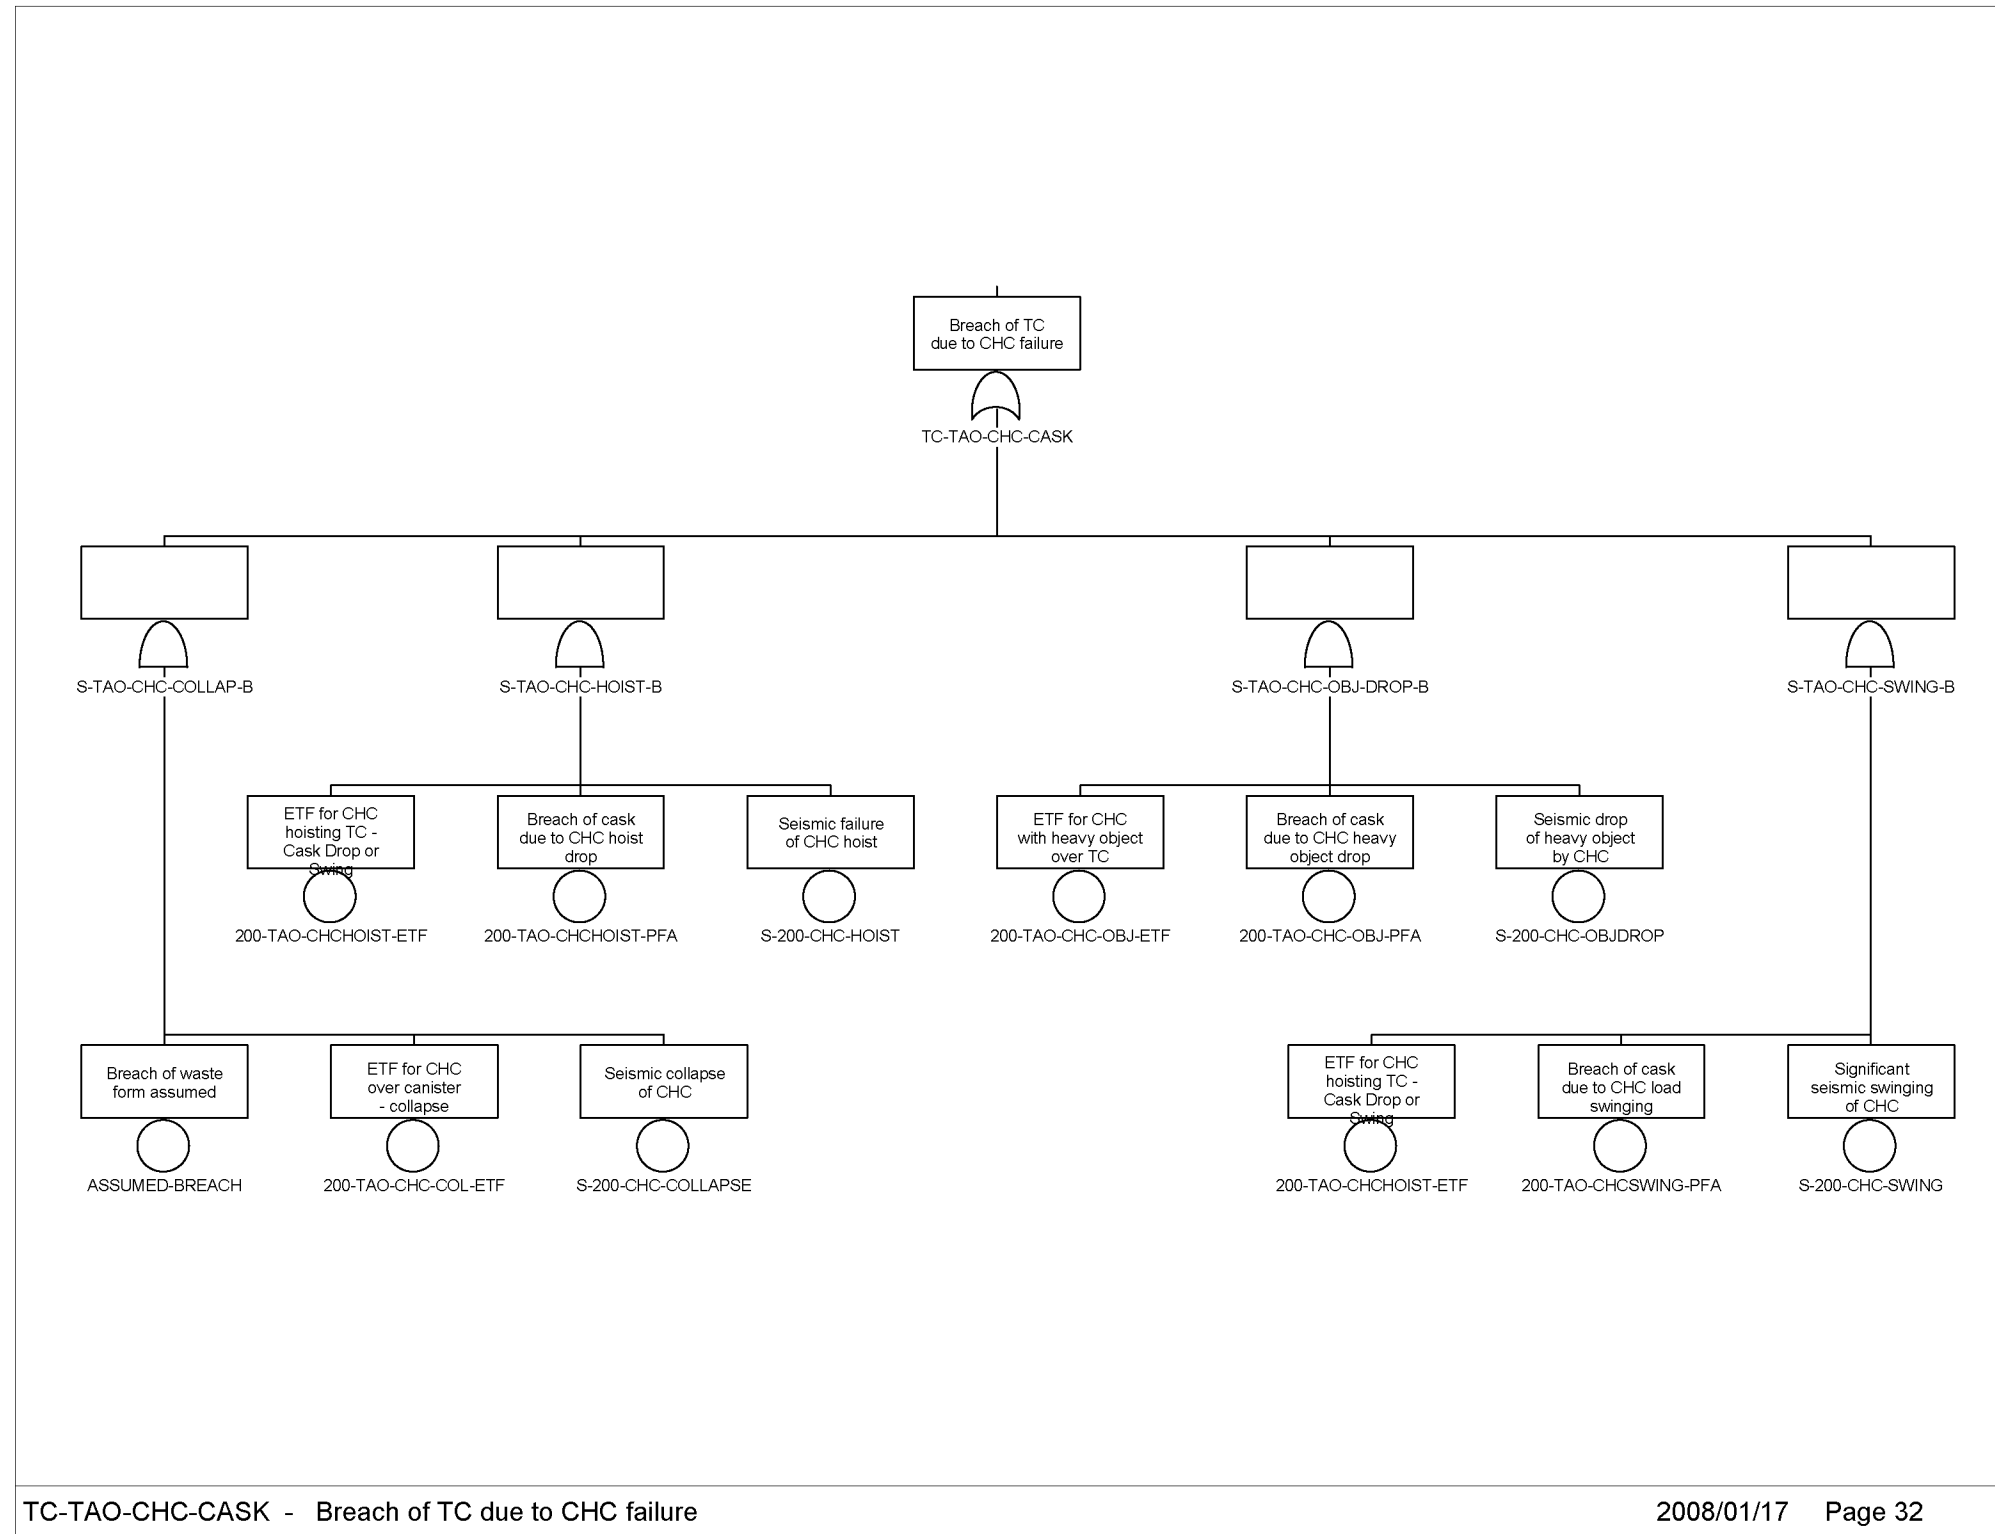 Breach of TC
due to CHC failure
TC-TAO-CHC-CASK
S-TAO-CHC-COLLAP-B
S-TAO-CHC-HOIST-B
S-TAO-CHC-OBJ-DROP-B
S-TAO-CHC-SWING-B
ETF for CHC
hoisting TC -
Cask Drop or
Swing
200-TAO-CHCHOIST-ETF
Breach of cask
due to CHC hoist
drop
200-TAO-CHCHOIST-PFA
Seismic failure
of CHC hoist
S-200-CHC-HOIST
ETF for CHC
with heavy object
over TC
200-TAO-CHC-OBJ-ETF
Breach of cask
due to CHC heavy
object drop
200-TAO-CHC-OBJ-PFA
Seismic drop
of heavy object
by CHC
S-200-CHC-OBJDROP
Breach of waste
form assumed
ASSUMED-BREACH
ETF for CHC
over canister
- collapse
200-TAO-CHC-COL-ETF
Seismic collapse
of CHC
S-200-CHC-COLLAPSE
ETF for CHC
hoisting TC -
Cask Drop or
Swing
200-TAO-CHCHOIST-ETF
Breach of cask
due to CHC load
swinging
200-TAO-CHCSWING-PFA
Significant
seismic swinging
of CHC
S-200-CHC-SWING
TC-TAO-CHC-CASK - Breach of TC due to CHC failure
2008/01/17 Page 32